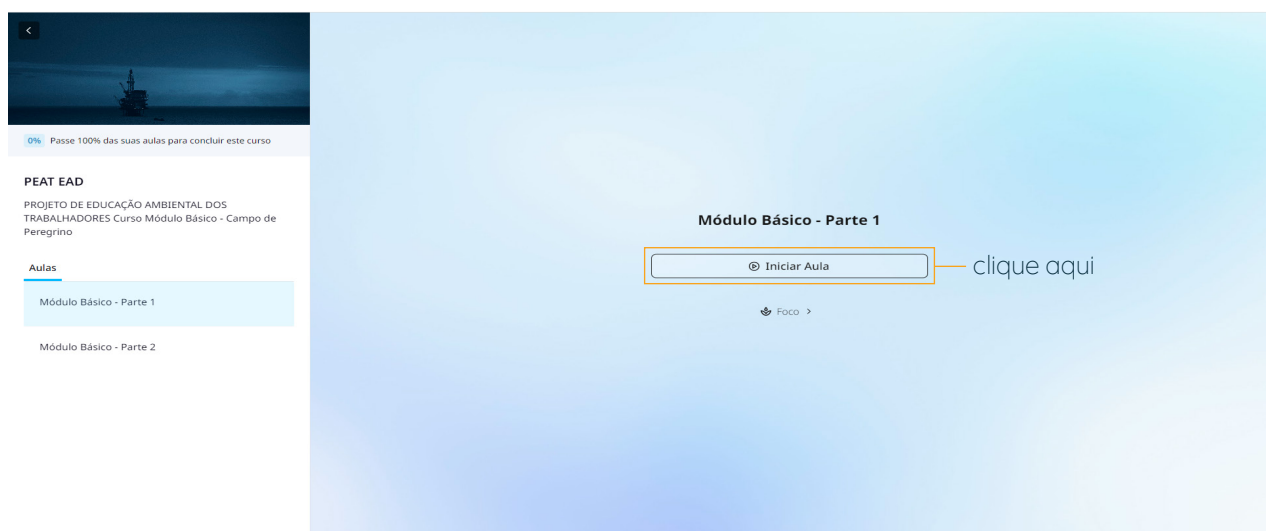 0% Passe 100% das suas aulas para concluir este curso
PEAT EAD
PROJETO DE EDUCAÇÃO AMBIENTAL DOS
TRABALHADORES Curso Módulo Básico - Campo de
Peregrino
Aulas
Módulo Básico - Parte 1
Módulo Básico - Parte 2
Módulo Básico - Parte 1
Iniciar Aula
clique aqui
Foco